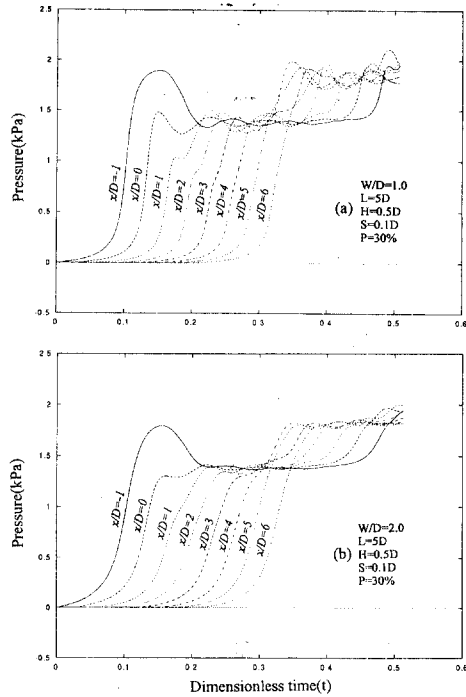 2 5
2
1.5
1
0.5
0
-0.5
0
0.1
0.2
0.3
0.4
0.5
0.6
Pressure(kPa)
x/D=-1
x/D=0
x/D=1
x/D=2
x/D=3
x/D=4
x/D=5
x/D=6
(a)
W/D=1.0
L=5D
H=0.5D
S=0.1D
P=30%
2 5
2
1.5
1
0.5
0
-0.5
0
0.1
0.2
0.3
0.4
0.5
0.6
Pressure(kPa)
x/D=-1
x/D=0
x/D=1
x/D=2
x/D=3
x/D=4
x/D=5
x/D=6
(b)
W/D=2.0
L=5D
H=0.5D
S=0.1D
P=30%
Dimensionless time(t)